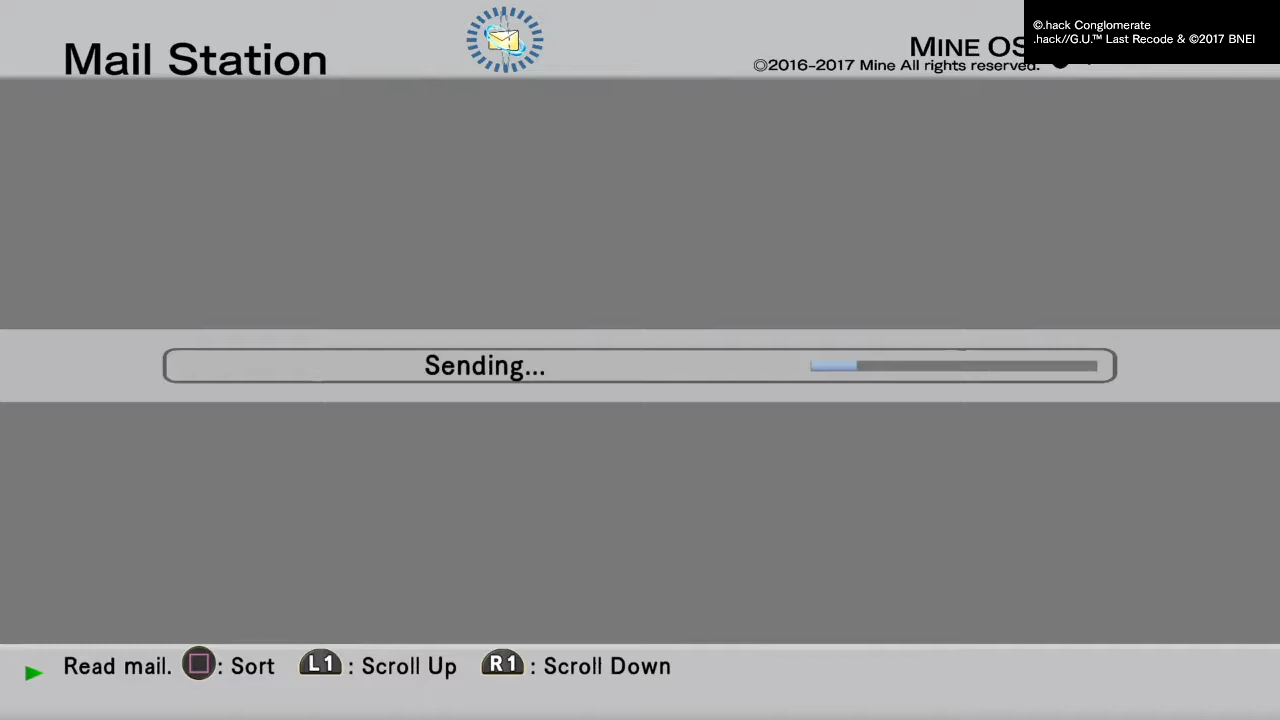 Mail Station
MINE OS
©2016-2017 Mine All rights reserved.
©.hack Conglomerate
.hack//G.U.™ Last Recode & ©2017 BNEI
Sending...
Read mail. : Sort L1 : Scroll Up R1 : Scroll Down